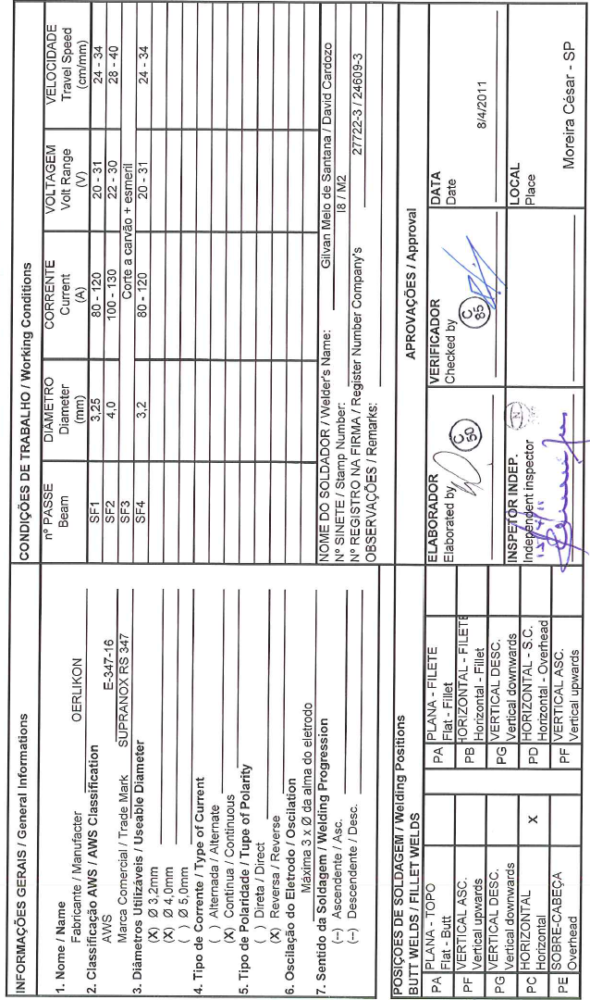 INFORMAÇÕES GERAIS / General Informations
1. Nome / Name
Fabricante / Manufacter OERLIKON
2. Classificação AWS / AWS Classification
AWS E-347-16
Marca Comercial / Trade Mark SUPRANOX RS 347
3. Diâmetros Utilizáveis / Useable Diameter
(X) Ø 3,2mm
(X) Ø 4,0mm
( ) Ø 5,0mm
4. Tipo de Corrente / Type of Current
( ) Alternada / Alternate
(X) Contínua / Continuous
5. Tipo de Polaridade / Tupe of Polarity
( ) Direta / Direct
(X) Reversa / Reverse
6. Oscilação do Eletrodo / Oscilation
Máxima 3 x Ø da alma do eletrodo
7. Sentido da Soldagem / Welding Progression
(--) Ascendente / Asc.
(--) Descendente / Desc.
CONDIÇÕES DE TRABALHO / Working Conditions
nº PASSE DIÂMETRO CORRENTE VOLTAGEM VELOCIDADE
Beam Diameter Current Volt Range Travel Speed
(mm) (A) (V) (cm/mm)
SF1 3,25 80 - 120 20 - 31 24 - 34
SF2 4,0 100 - 130 22 - 30 28 - 40
SF3 Corte a carvão + esmeril
SF4 3,2 80 - 120 20 - 31 24 - 34
NOME DO SOLDADOR / Welder's Name: Gilvan Melo de Santana / David Cardozo
Nº SINETE / Stamp Number: I8 / M2
Nº REGISTRO NA FIRMA / Register Number Company's 27722-3 / 24609-3
OBSERVAÇÕES / Remarks:
POSIÇOES DE SOLDAGEM / Welding Positions
BUTT WELDS / FILLET WELDS
PA PLANA - TOPO
Flat - Butt
PF VERTICAL ASC.
Vertical upwards
PG VERTICAL DESC.
Vertical downwards
PC HORIZONTAL X
Horizontal
PE SOBRE-CABEÇA
Overhead
PA PLANA - FILETE
Flat - Fillet
PB HORIZONTAL - FILETE
Horizontal - Fillet
PG VERTICAL DESC.
Vertical downwards
PD HORIZONTAL - S.C.
Horizontal - Overhead
PF VERTICAL ASC.
Vertical upwards
APROVAÇÕES / Approval
ELABORADOR
Elaborated by
C
50
VERIFICADOR
Checked by
C
85
DATA
Date
8/4/2011
INSPETOR INDEP.
Independent inspector
LOCAL
Place
Moreira César - SP